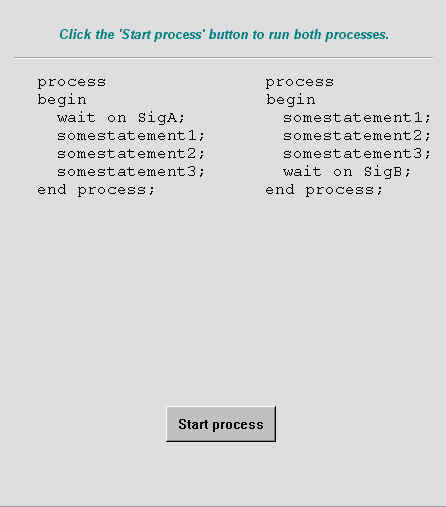 Click the 'Start process' button to run both processes.
process
begin
wait on SigA;
somestatement1;
somestatement2;
somestatement3;
end process;
process
begin
somestatement1;
somestatement2;
somestatement3;
wait on SigB;
end process;
Start process